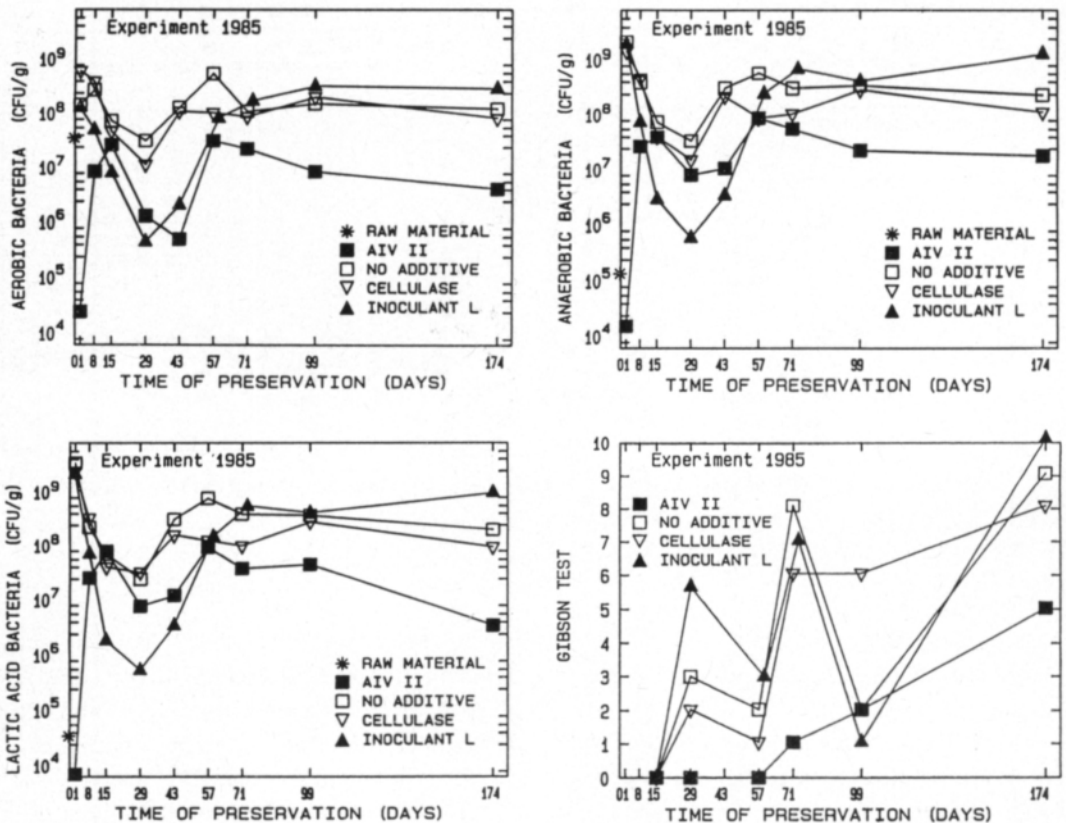 Experiment 1985
AEROBIC BACTERIA (CFU/g)
10⁹
10⁸
10⁷
10⁶
10⁵
10⁴
✳ RAW MATERIAL
■ AIV II
□ NO ADDITIVE
▽ CELLULASE
▲ INOCULANT L
01 8 15 29 43 57 71 99 174
TIME OF PRESERVATION (DAYS)
Experiment 1985
ANAEROBIC BACTERIA (CFU/g)
10⁹
10⁸
10⁷
10⁶
10⁵
10⁴
✳ RAW MATERIAL
■ AIV II
□ NO ADDITIVE
▽ CELLULASE
▲ INOCULANT L
01 8 15 29 43 57 71 99 174
TIME OF PRESERVATION (DAYS)
Experiment 1985
LACTIC ACID BACTERIA (CFU/g)
10⁹
10⁸
10⁷
10⁶
10⁵
10⁴
✳ RAW MATERIAL
■ AIV II
□ NO ADDITIVE
▽ CELLULASE
▲ INOCULANT L
01 8 15 29 43 57 71 99 174
TIME OF PRESERVATION (DAYS)
Experiment 1985
GIBSON TEST
10
9
8
7
6
5
4
3
2
1
0
■ AIV II
□ NO ADDITIVE
▽ CELLULASE
▲ INOCULANT L
01 8 15 29 43 57 71 99 174
TIME OF PRESERVATION (DAYS)